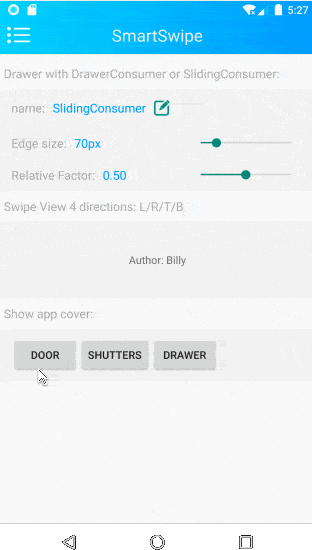 5:27
SmartSwipe
Drawer with DrawerConsumer or SlidingConsumer:
name: SlidingConsumer
Edge size: 70px
Relative Factor: 0.50
Swipe View 4 directions: L/R/T/B
Author: Billy
Show app cover:
DOOR SHUTTERS DRAWER